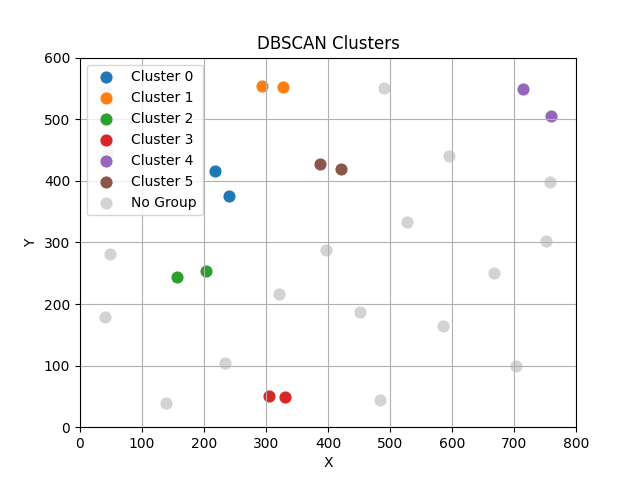 DBSCAN Clusters
Cluster 0
Cluster 1
Cluster 2
Cluster 3
Cluster 4
Cluster 5
No Group
600
500
400
300
200
100
0
Y
0 100 200 300 400 500 600 700 800
X